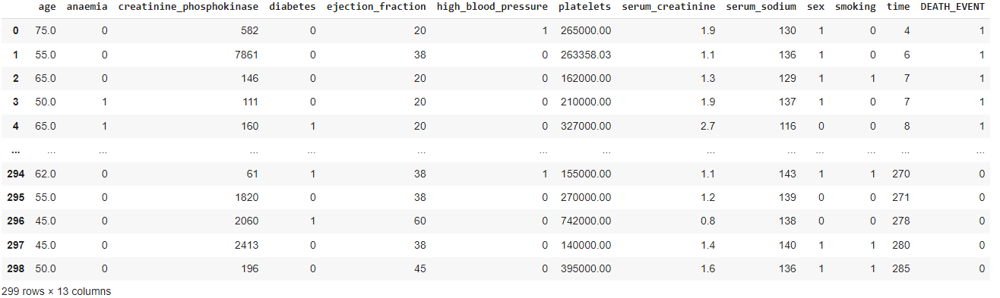 age anaemia creatinine_phosphokinase diabetes ejection_fraction high_blood_pressure platelets serum_creatinine serum_sodium sex smoking time DEATH_EVENT
0 75.0 0 582 0 20 1 265000.00 1.9 130 1 0 4 1
1 55.0 0 7861 0 38 0 263358.03 1.1 136 1 0 6 1
2 65.0 0 146 0 20 0 162000.00 1.3 129 1 1 7 1
3 50.0 1 111 0 20 0 210000.00 1.9 137 1 0 7 1
4 65.0 1 160 1 20 0 327000.00 2.7 116 0 0 8 1
... ... ... ... ... ... ... ... ... ... ... ... ... ...
294 62.0 0 61 1 38 1 155000.00 1.1 143 1 1 270 0
295 55.0 0 1820 0 38 0 270000.00 1.2 139 0 0 271 0
296 45.0 0 2060 1 60 0 742000.00 0.8 138 0 0 278 0
297 45.0 0 2413 0 38 0 140000.00 1.4 140 1 1 280 0
298 50.0 0 196 0 45 0 395000.00 1.6 136 1 1 285 0
299 rows × 13 columns